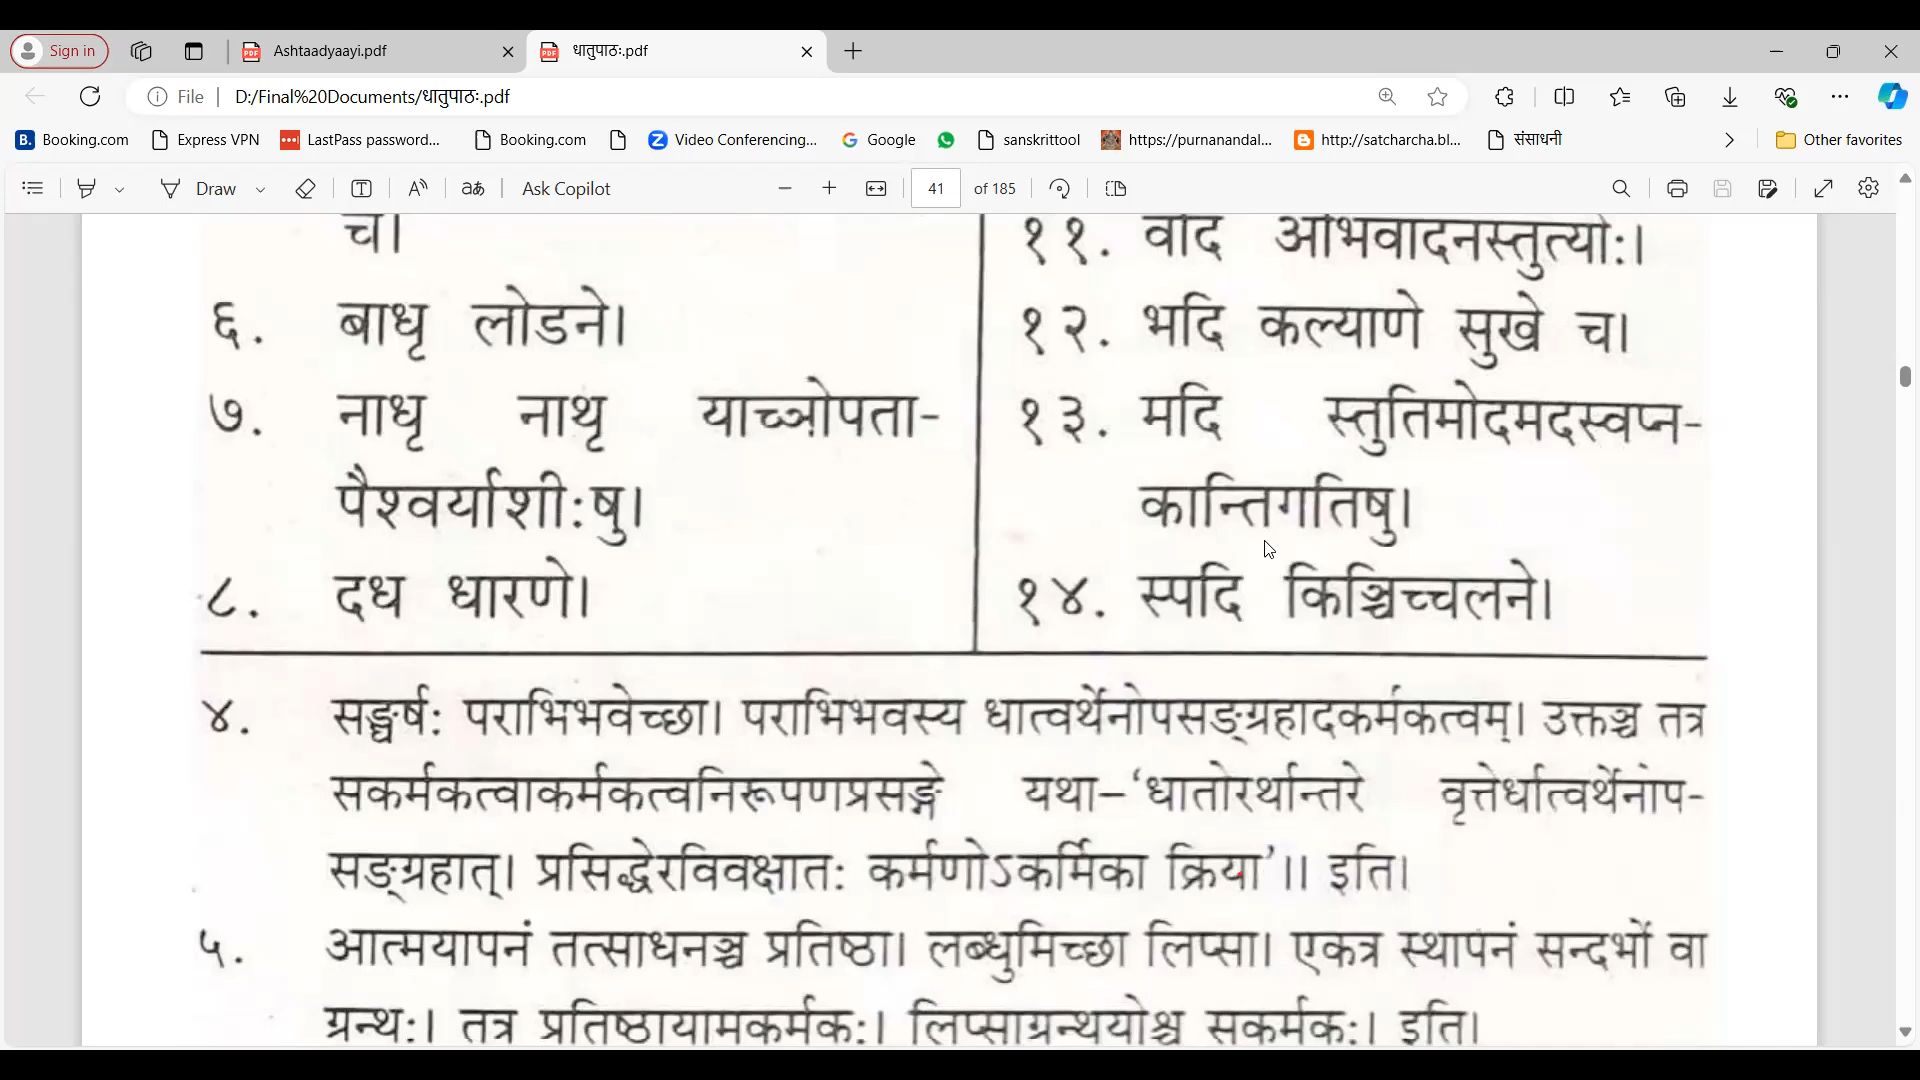 Sign in
Ashtaadyaayi.pdf
धातुपाठः.pdf
File
D:/Final%20Documents/धातुपाठः.pdf
Booking.com
Express VPN
LastPass password...
Booking.com
Video Conferencing...
Google
sanskrittool
https://purnanandal...
http://satcharcha.bl...
संसाधनी
Other favorites
Draw
Ask Copilot
41
of 185
च।
६. बाधृ लोडने।
७. नाधृ नाथृ याच्ञोपता-
पैश्वर्याशीःषु।
८. दध धारणे।
११. वदि अभिवादनस्तुत्योः।
१२. भदि कल्याणे सुखे च।
१३. मदि स्तुतिमोदमदस्वप्न-
कान्तिगतिषु।
१४. स्पदि किञ्चिच्चलने।
४. सङ्घर्षः पराभिभवेच्छा। पराभिभवस्य धात्वर्थेनोपसङ्ग्रहादकर्मकत्वम्। उक्तञ्च तत्र
सकर्मकत्वाकर्मकत्वनिरूपणप्रसङ्गे यथा–‘धातोरर्थान्तरे वृत्तेर्धात्वर्थेनोप-
सङ्ग्रहात्। प्रसिद्धेरविवक्षातः कर्मणोऽकर्मिका क्रिया’।। इति।
५. आत्मयापनं तत्साधनञ्च प्रतिष्ठा। लब्धुमिच्छा लिप्सा। एकत्र स्थापनं सन्दर्भो वा
ग्रन्थः। तत्र प्रतिष्ठायामकर्मकः। लिप्साग्रन्थयोश्च सकर्मकः। इति।